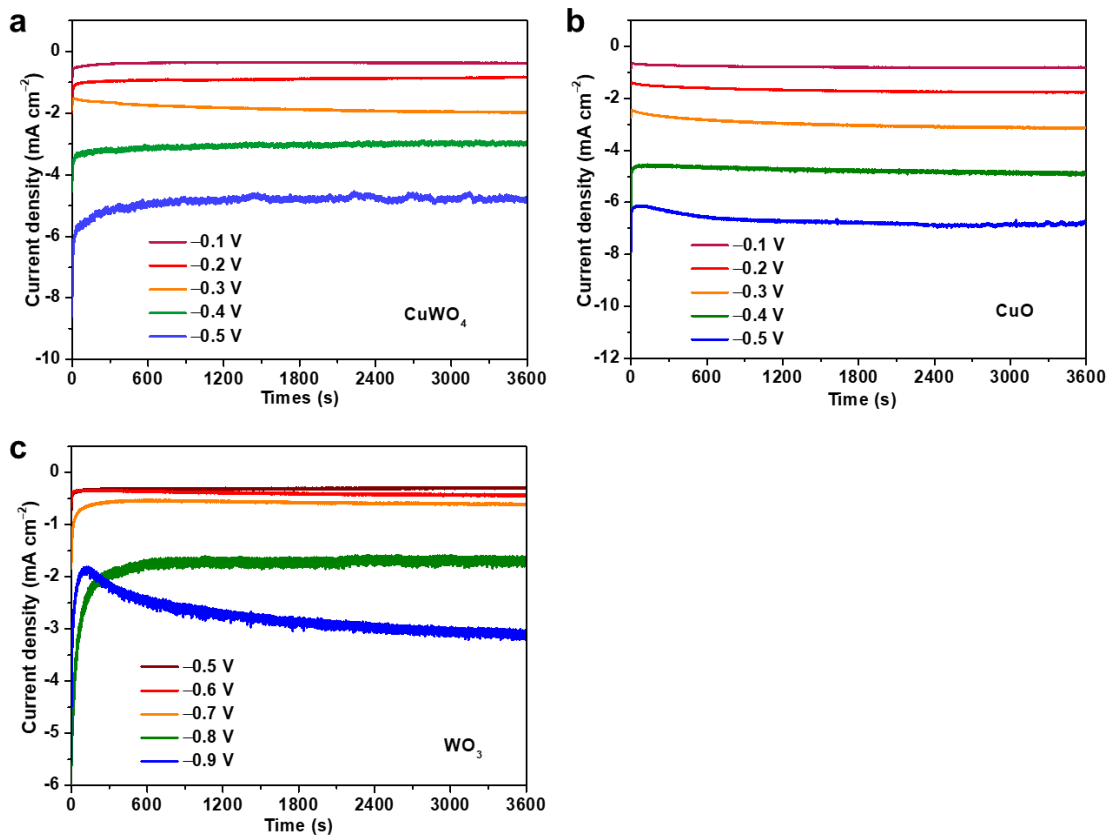 a
0
-2
-4
-6
-8
-10
Current density (mA cm⁻²)
−0.1 V
−0.2 V
−0.3 V
−0.4 V
−0.5 V
CuWO₄
0 600 1200 1800 2400 3000 3600
Times (s)
b
0
-2
-4
-6
-8
-10
-12
Current density (mA cm⁻²)
−0.1 V
−0.2 V
−0.3 V
−0.4 V
−0.5 V
CuO
0 600 1200 1800 2400 3000 3600
Time (s)
c
0
-1
-2
-3
-4
-5
-6
Current density (mA cm⁻²)
−0.5 V
−0.6 V
−0.7 V
−0.8 V
−0.9 V
WO₃
0 600 1200 1800 2400 3000 3600
Time (s)